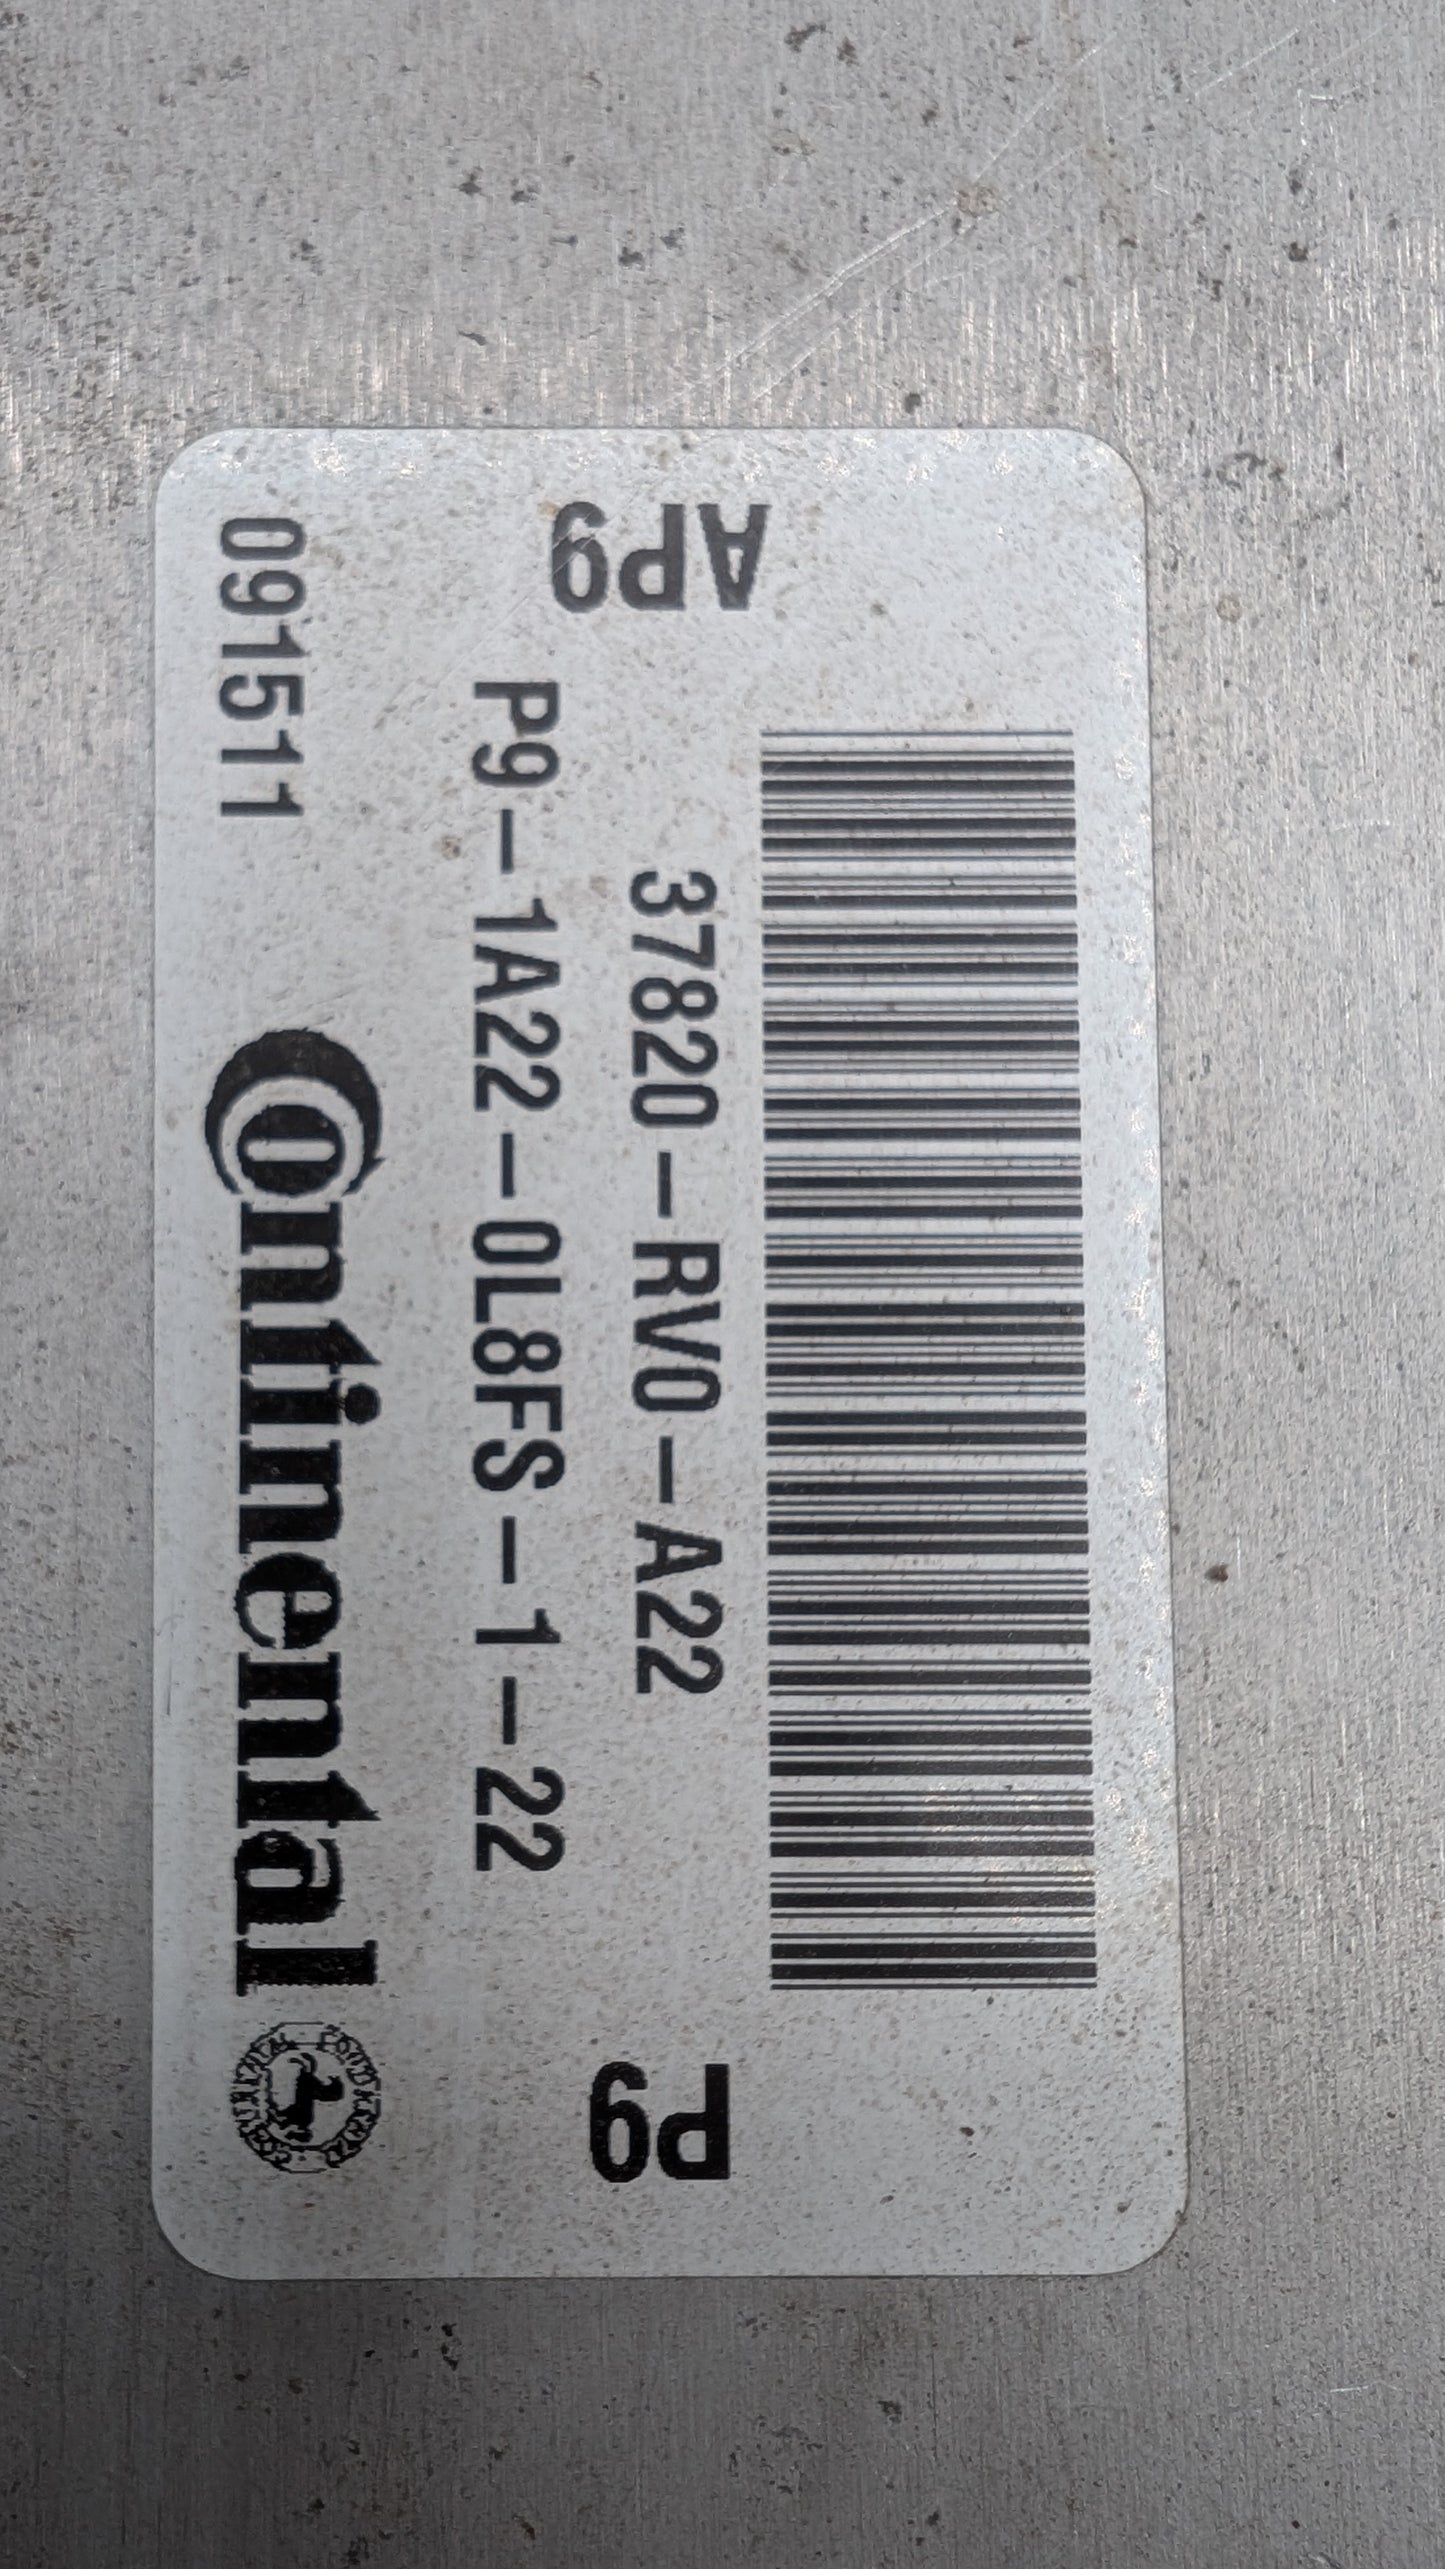 AP9
37820-RV0-A22
P9
P9-1A22-0L8FS-1-22
091511
Continental